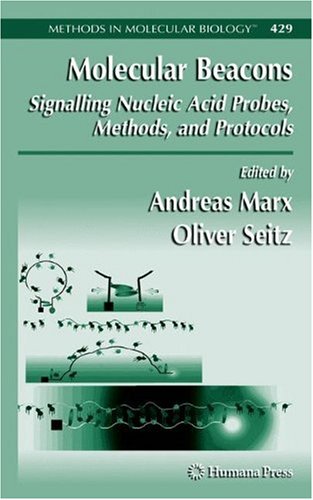 METHODS IN MOLECULAR BIOLOGY™ 429
Molecular Beacons
Signalling Nucleic Acid Probes,
Methods, and Protocols
Edited by
Andreas Marx
Oliver Seitz
Humana Press